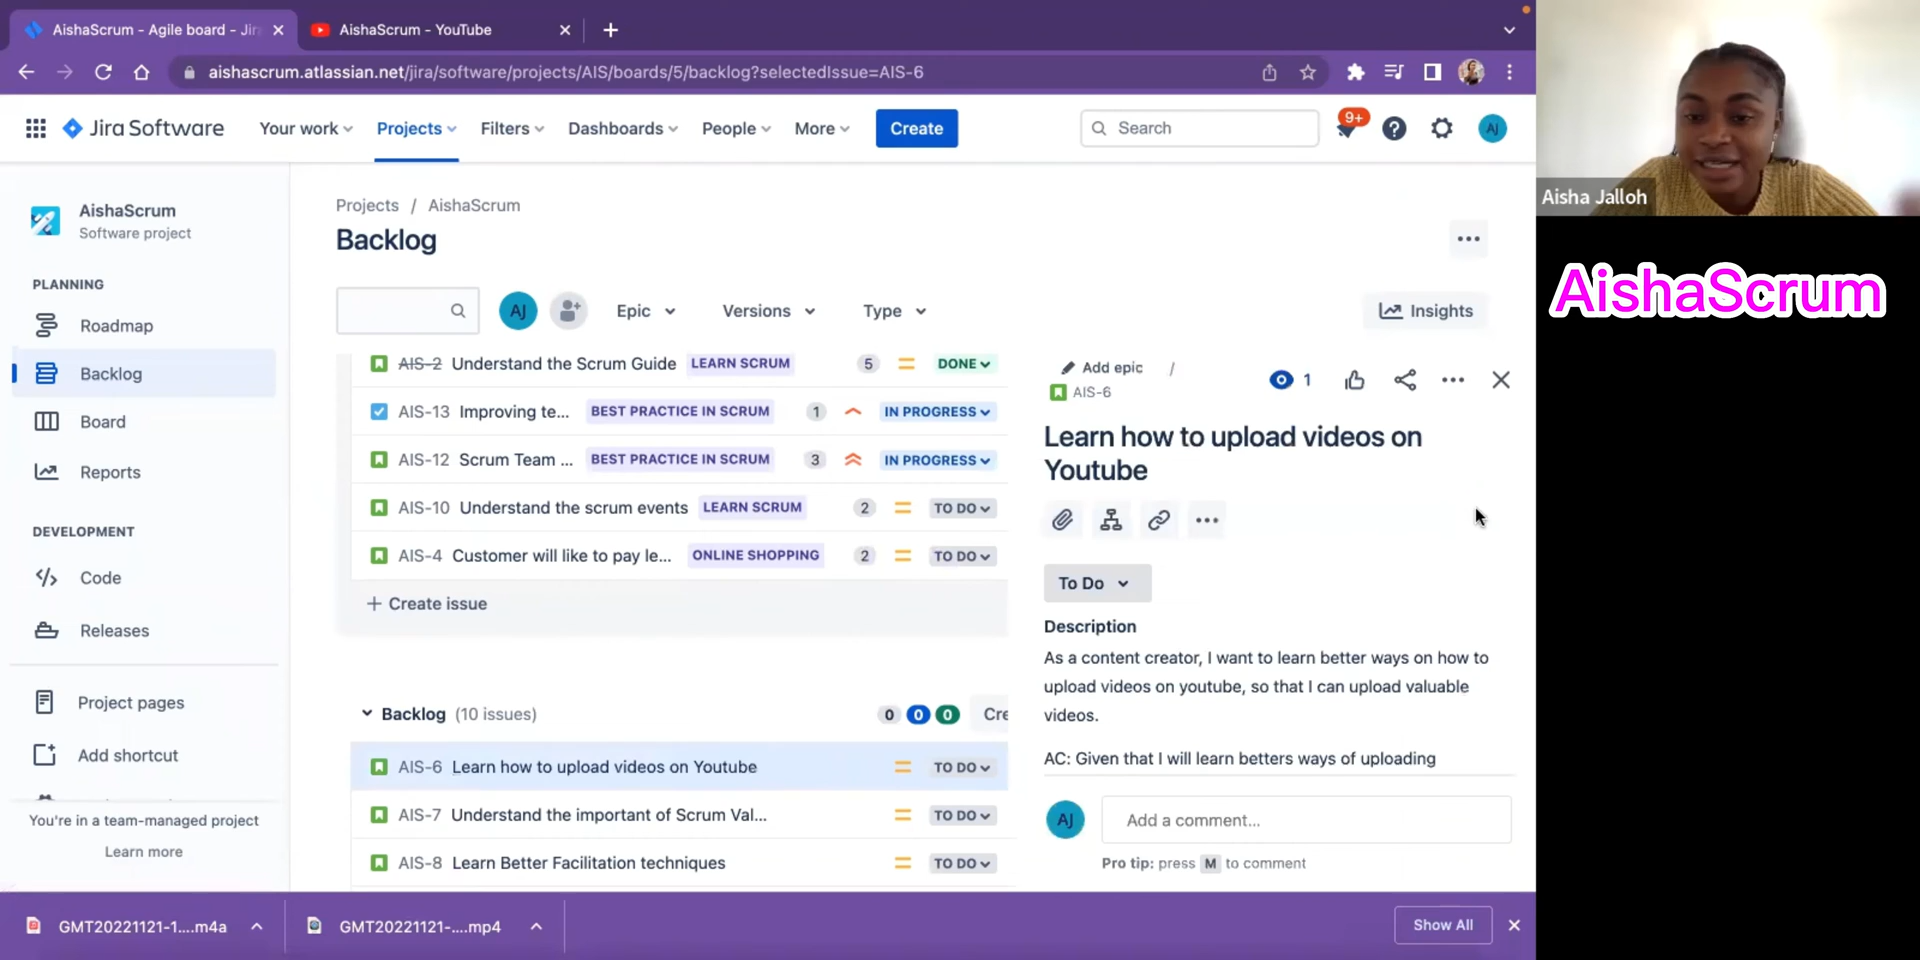 AishaScrum - Agile board - Jir
AishaScrum - YouTube
aishascrum.atlassian.net/jira/software/projects/AIS/boards/5/backlog?selectedIssue=AIS-6
Jira Software
Your work
Projects
Filters
Dashboards
People
More
Create
Search
9+
AJ
Aisha Jalloh
AishaScrum
AishaScrum
Software project
PLANNING
Roadmap
Backlog
Board
Reports
DEVELOPMENT
Code
Releases
Project pages
Add shortcut
You're in a team-managed project
Learn more
Projects / AishaScrum
Backlog
AJ
Epic
Versions
Type
Insights
AIS-2 Understand the Scrum Guide LEARN SCRUM 5 DONE
AIS-13 Improving te... BEST PRACTICE IN SCRUM 1 IN PROGRESS
AIS-12 Scrum Team ... BEST PRACTICE IN SCRUM 3 IN PROGRESS
AIS-10 Understand the scrum events LEARN SCRUM 2 TO DO
AIS-4 Customer will like to pay le... ONLINE SHOPPING 2 TO DO
+ Create issue
Backlog (10 issues) 0 0 0 Cre
AIS-6 Learn how to upload videos on Youtube TO DO
AIS-7 Understand the important of Scrum Val... TO DO
AIS-8 Learn Better Facilitation techniques TO DO
Add epic /
AIS-6
1
Learn how to upload videos on
Youtube
To Do
Description
As a content creator, I want to learn better ways on how to
upload videos on youtube, so that I can upload valuable
videos.
AC: Given that I will learn betters ways of uploading
AJ
Add a comment...
Pro tip: press M to comment
GMT20221121-1....m4a
GMT20221121-....mp4
Show All